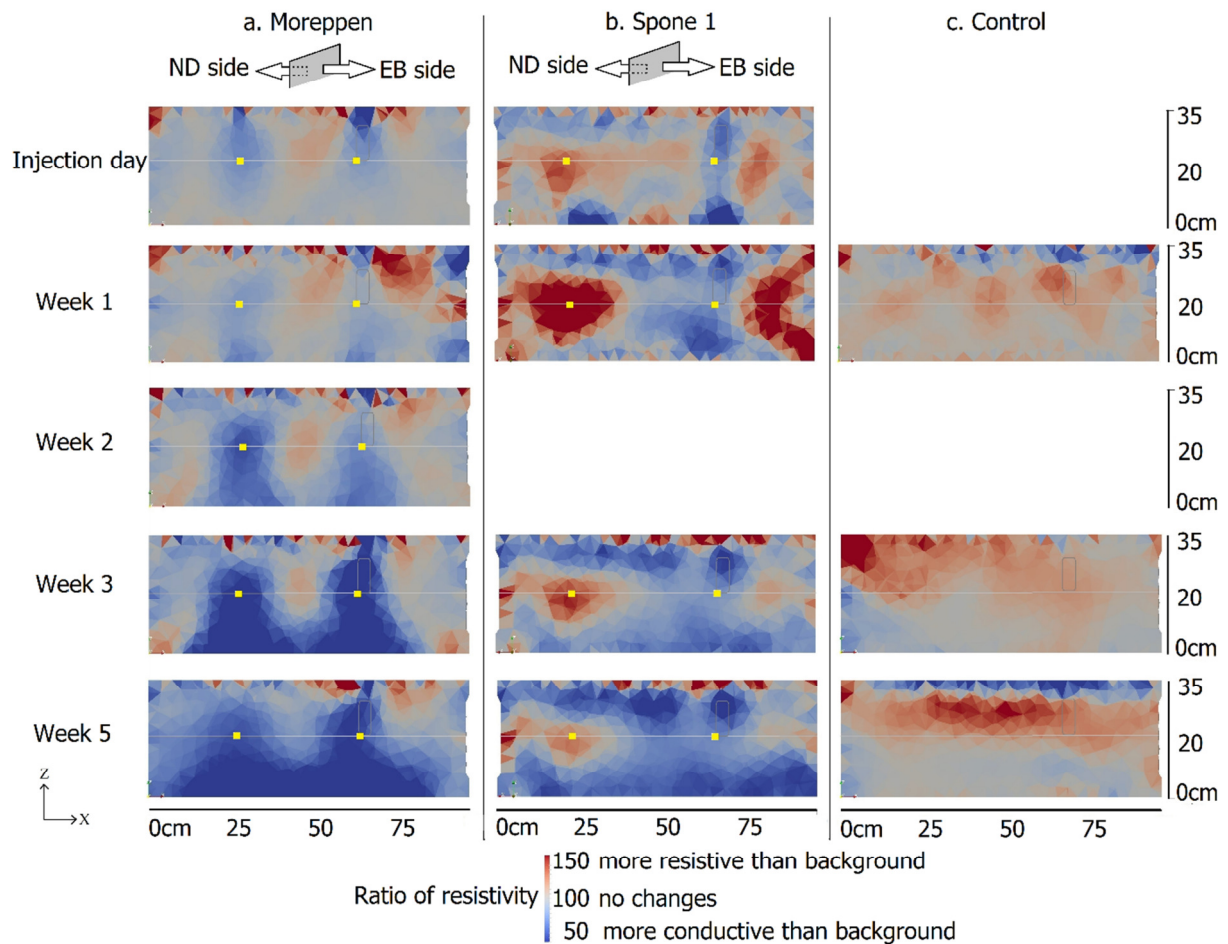 a. Moreppen b. Spone 1 c. Control
ND side EB side ND side EB side
Injection day 35 20 0cm
Week 1 35 20 0cm
Week 2 35 20 0cm
Week 3 35 20 0cm
Week 5 35 20 0cm
Z
X
0cm 25 50 75 0cm 25 50 75 0cm 25 50 75
Ratio of resistivity
150 more resistive than background
100 no changes
50 more conductive than background